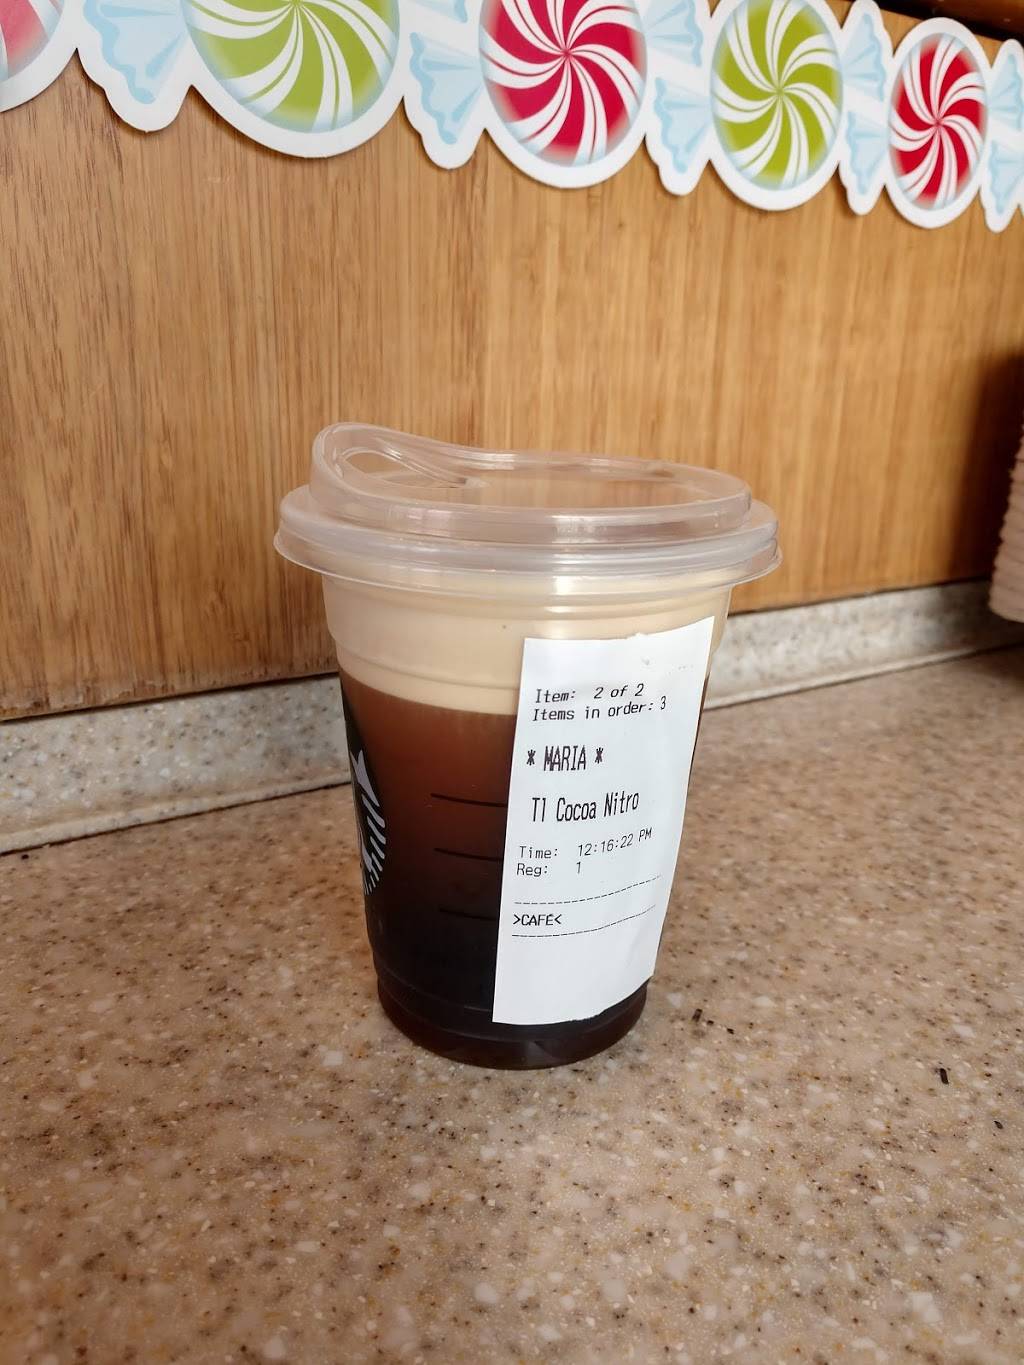 Item: 2 of 2
Items in order: 3
* MARIA *
T1 Cocoa Nitro
Time: 12:16:22 PM
Reg: 1
>CAFE<